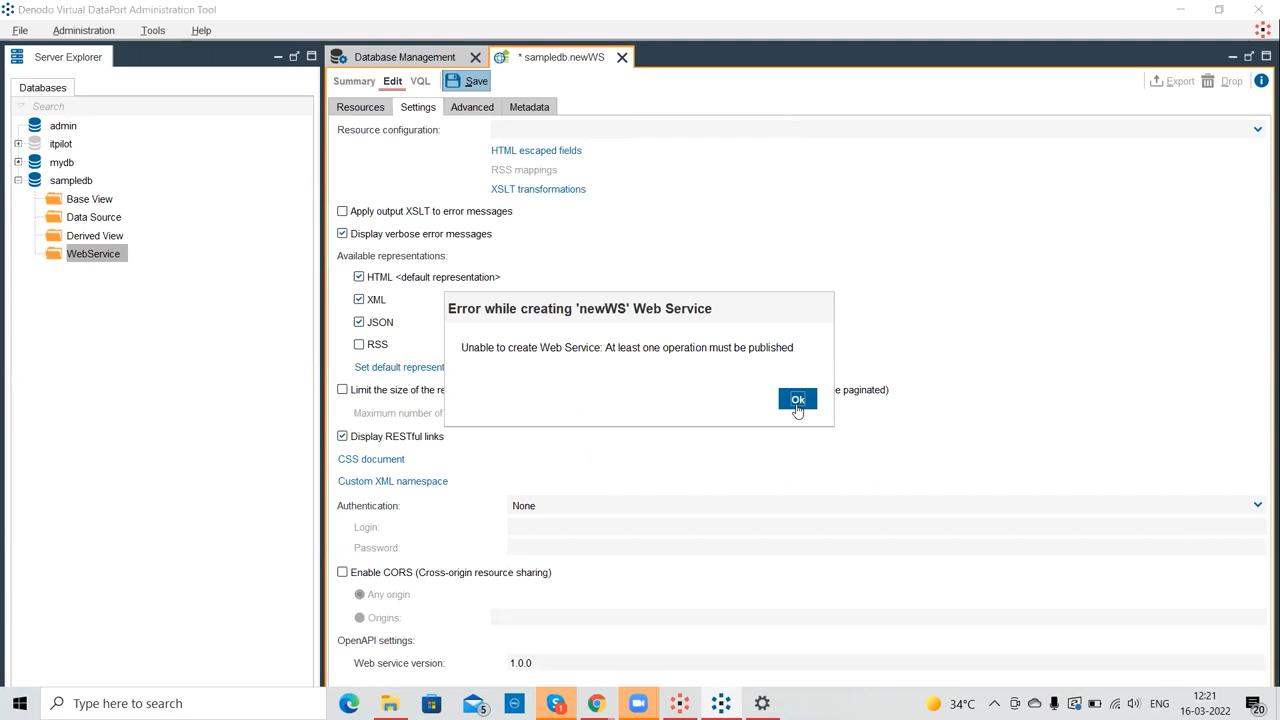 Denodo Virtual DataPort Administration Tool
File Administration Tools Help
Server Explorer
Database Management
* sampledb.newWS
Summary Edit VQL Save
Export Drop
Databases
Search
admin
itpilot
mydb
sampledb
Base View
Data Source
Derived View
WebService
Resources Settings Advanced Metadata
Resource configuration:
HTML escaped fields
RSS mappings
XSLT transformations
Apply output XSLT to error messages
Display verbose error messages
Available representations:
HTML <default representation>
XML
JSON
RSS
Set default represent
Limit the size of the re
be paginated)
Maximum number of
Error while creating 'newWS' Web Service
Unable to create Web Service: At least one operation must be published
Ok
Display RESTful links
CSS document
Custom XML namespace
Authentication: None
Login:
Password:
Enable CORS (Cross-origin resource sharing)
Any origin
Origins:
OpenAPI settings:
Web service version: 1.0.0
Type here to search
5
1
34°C
ENG
12:21
16-03-2022
20